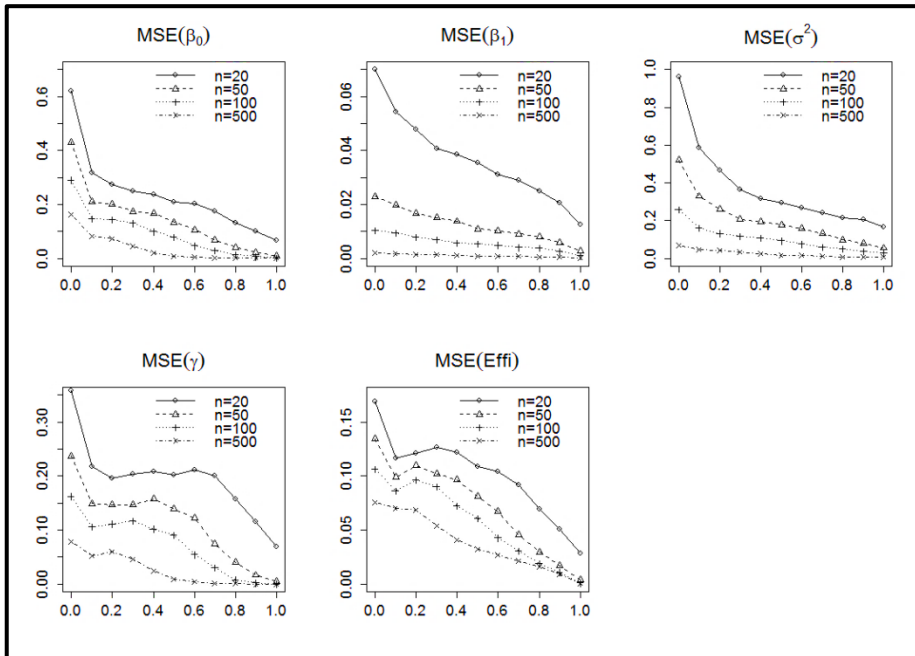 MSE(β₀)
0.0 0.2 0.4 0.6
n=20
n=50
n=100
n=500
0.0 0.2 0.4 0.6 0.8 1.0
MSE(β₁)
0.00 0.02 0.04 0.06
n=20
n=50
n=100
n=500
0.0 0.2 0.4 0.6 0.8 1.0
MSE(σ²)
0.0 0.2 0.4 0.6 0.8 1.0
n=20
n=50
n=100
n=500
0.0 0.2 0.4 0.6 0.8 1.0
MSE(γ)
0.00 0.10 0.20 0.30
n=20
n=50
n=100
n=500
0.0 0.2 0.4 0.6 0.8 1.0
MSE(Effi)
0.00 0.05 0.10 0.15
n=20
n=50
n=100
n=500
0.0 0.2 0.4 0.6 0.8 1.0